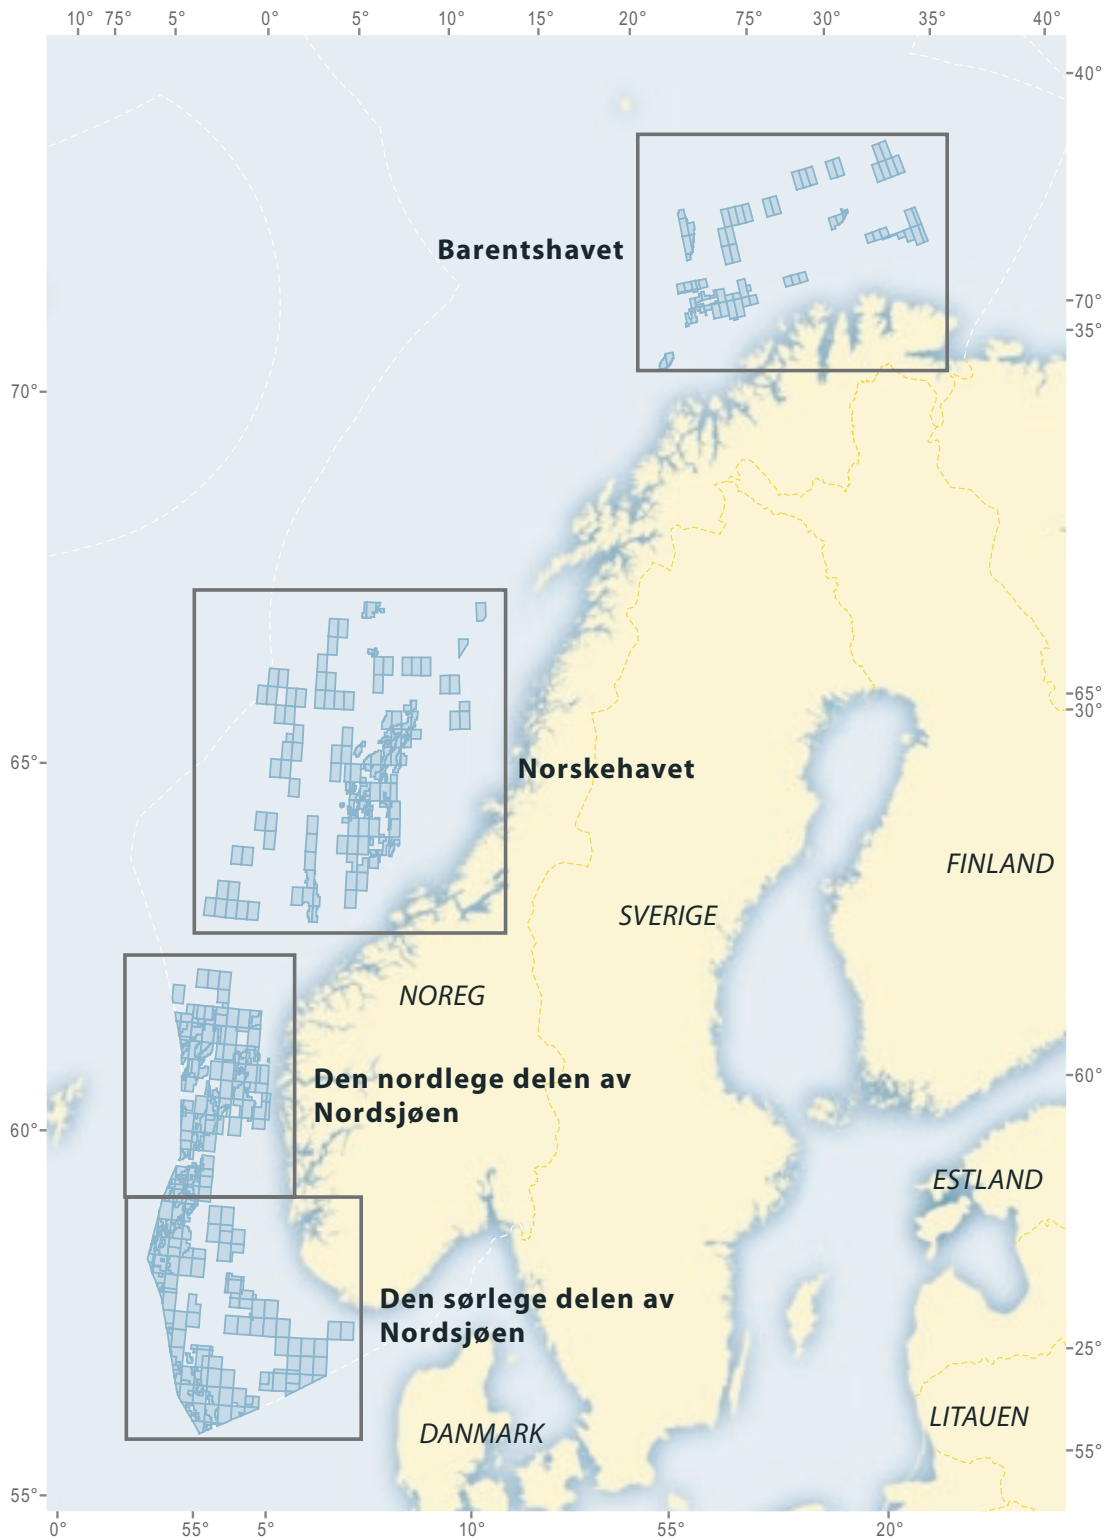 10° 75° 5° 0° 5° 10° 15° 20° 75° 30° 35° 40°
40°
Barentshavet
70°
35°
70°
65°
30°
65°
Norskehavet
FINLAND
SVERIGE
NOREG
60°
Den nordlege delen av
Nordsjøen
60°
ESTLAND
Den sørlege delen av
Nordsjøen
25°
LITAUEN
DANMARK
55°
55°
0° 55° 5° 10° 55° 20°